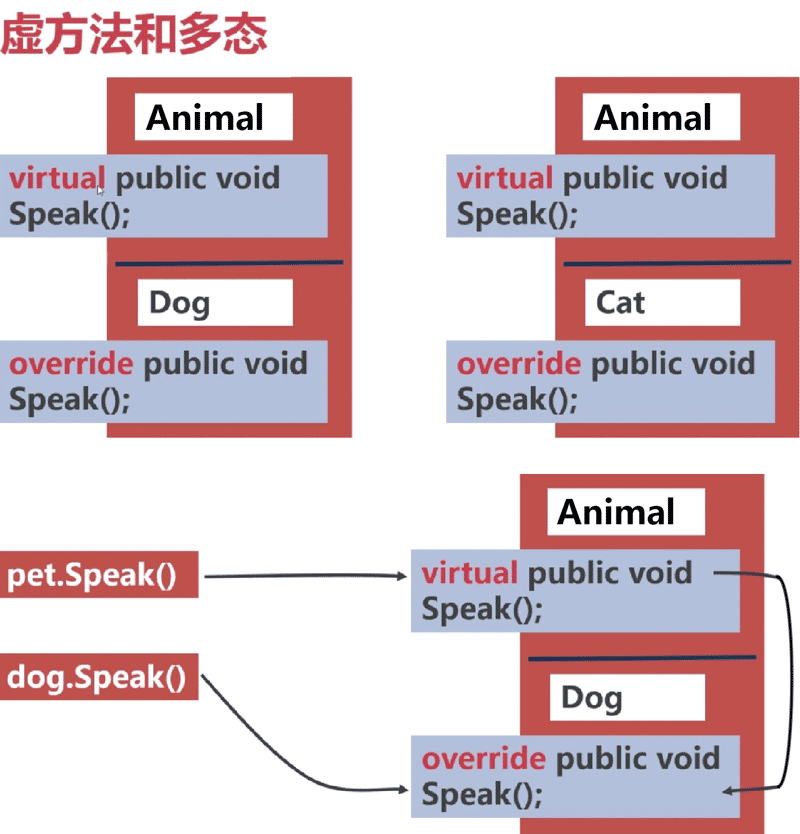 虚方法和多态
Animal
virtual public void
Speak();
Dog
override public void
Speak();
Animal
virtual public void
Speak();
Cat
override public void
Speak();
pet.Speak()
dog.Speak()
Animal
virtual public void
Speak();
Dog
override public void
Speak();